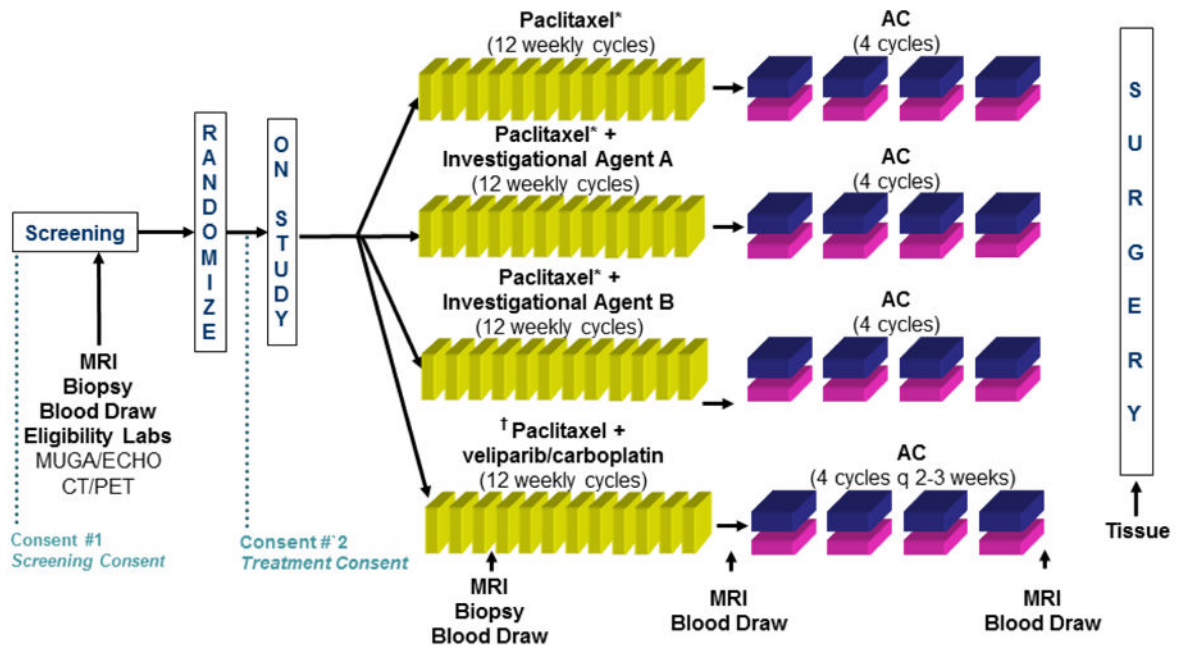 Screening
MRI
Biopsy
Blood Draw
Eligibility Labs
MUGA/ECHO
CT/PET
Consent #1
Screening Consent
RANDOMIZE
Consent #`2
Treatment Consent
ON STUDY
Paclitaxel*
(12 weekly cycles)
AC
(4 cycles)
Paclitaxel* +
Investigational Agent A
(12 weekly cycles)
AC
(4 cycles)
Paclitaxel* +
Investigational Agent B
(12 weekly cycles)
AC
(4 cycles)
† Paclitaxel +
veliparib/carboplatin
(12 weekly cycles)
AC
(4 cycles q 2-3 weeks)
MRI
Biopsy
Blood Draw
MRI
Blood Draw
MRI
Blood Draw
SURGERY
Tissue